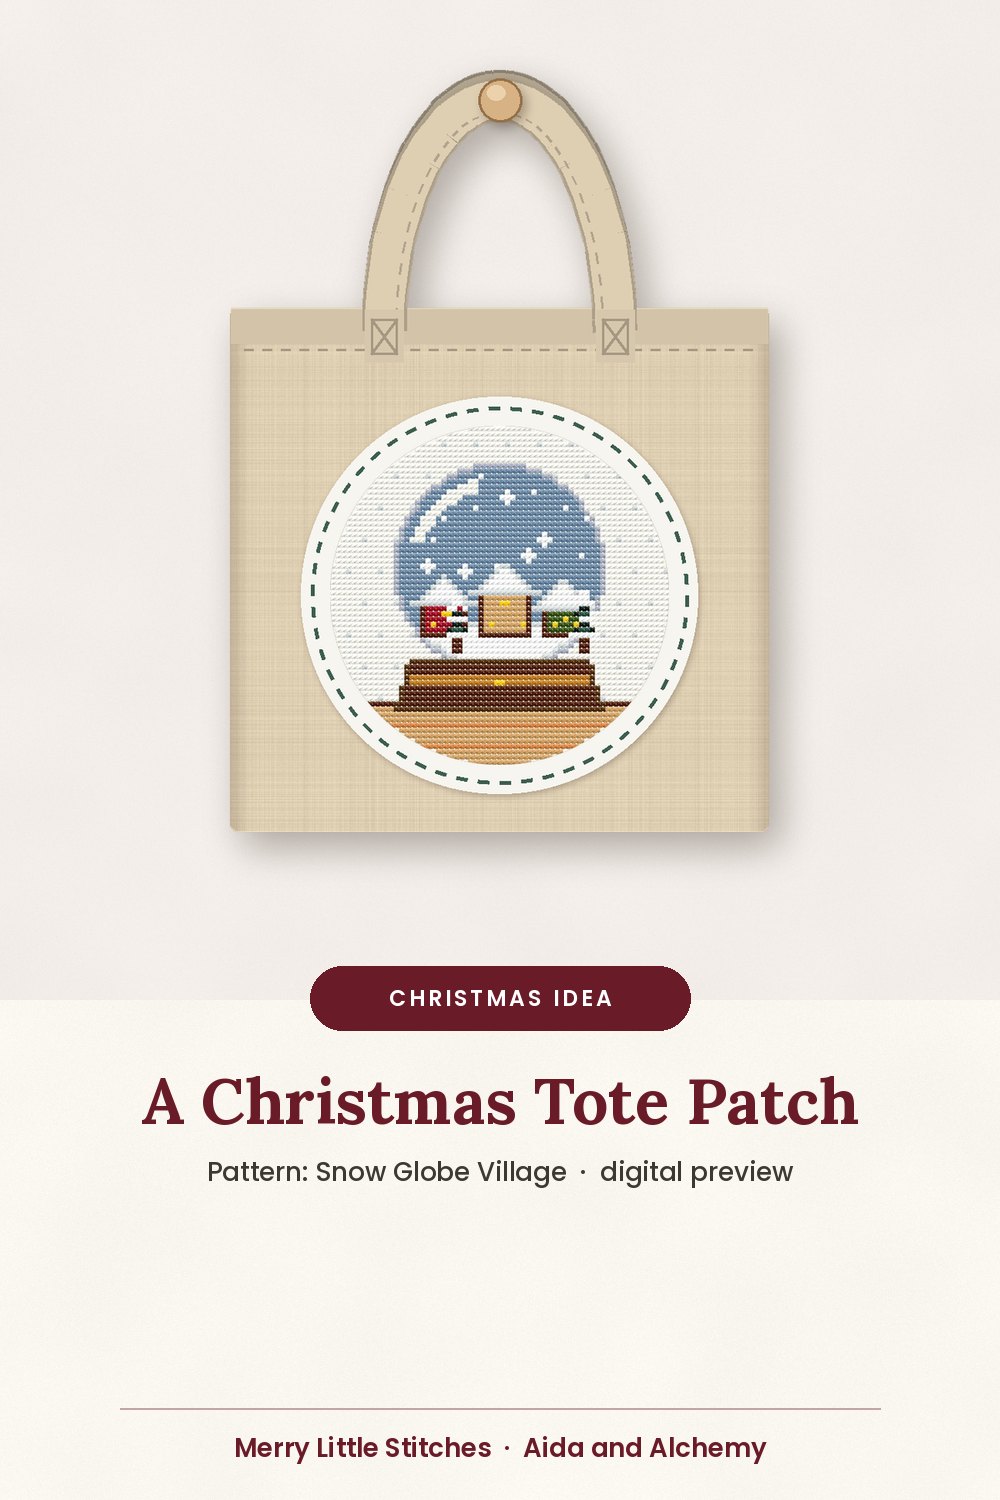 CHRISTMAS IDEA
A Christmas Tote Patch
Pattern: Snow Globe Village · digital preview
Merry Little Stitches · Aida and Alchemy